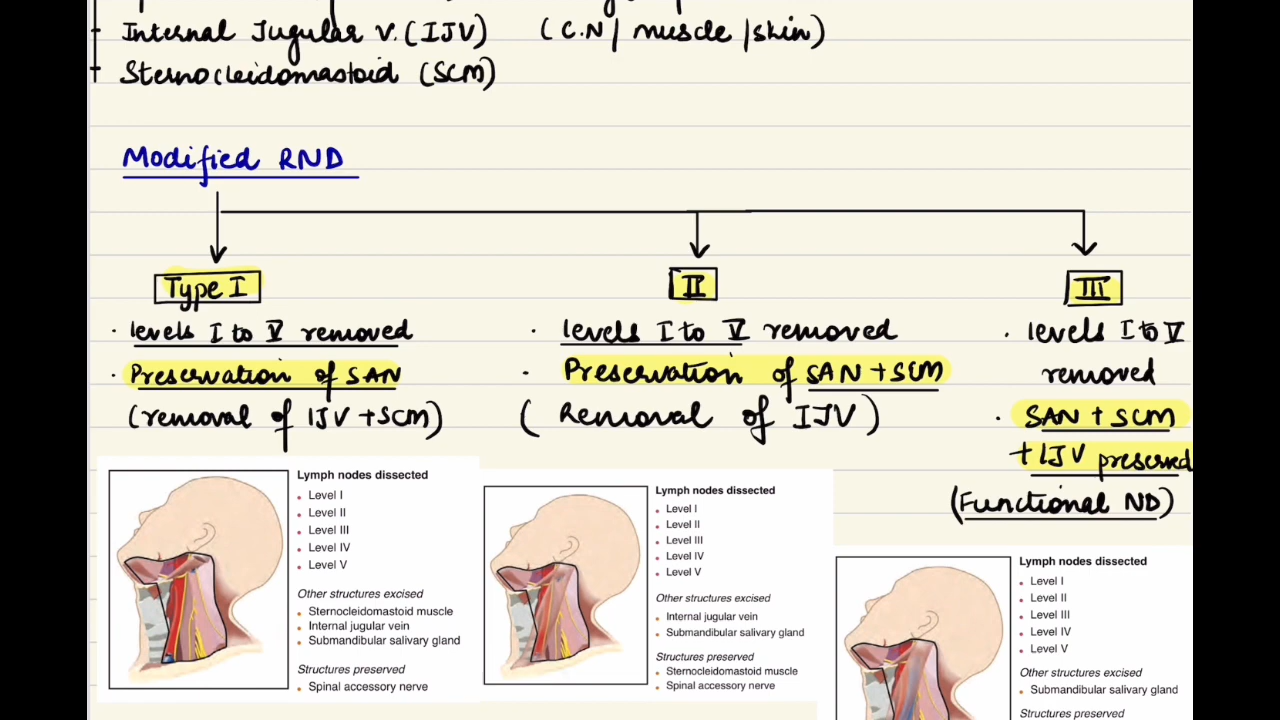 Internal Jugular V. (IJV) (C.N / muscle / skin)
Sternocleidomastoid (SCM)
Modified RND
Type I
II
III
· levels I to V removed
· Preservation of SAN
(removal of IJV + SCM)
· levels I to V removed
· Preservation of SAN + SCM
( Removal of IJV )
· levels I to V
removed
· SAN + SCM
+ IJV preserved
(Functional ND)
Lymph nodes dissected
• Level I
• Level II
• Level III
• Level IV
• Level V
Other structures excised
• Sternocleidomastoid muscle
• Internal jugular vein
• Submandibular salivary gland
Structures preserved
• Spinal accessory nerve
Lymph nodes dissected
• Level I
• Level II
• Level III
• Level IV
• Level V
Other structures excised
• Internal jugular vein
• Submandibular salivary gland
Structures preserved
• Sternocleidomastoid muscle
• Spinal accessory nerve
Lymph nodes dissected
• Level I
• Level II
• Level III
• Level IV
• Level V
Other structures excised
• Submandibular salivary gland
Structures preserved